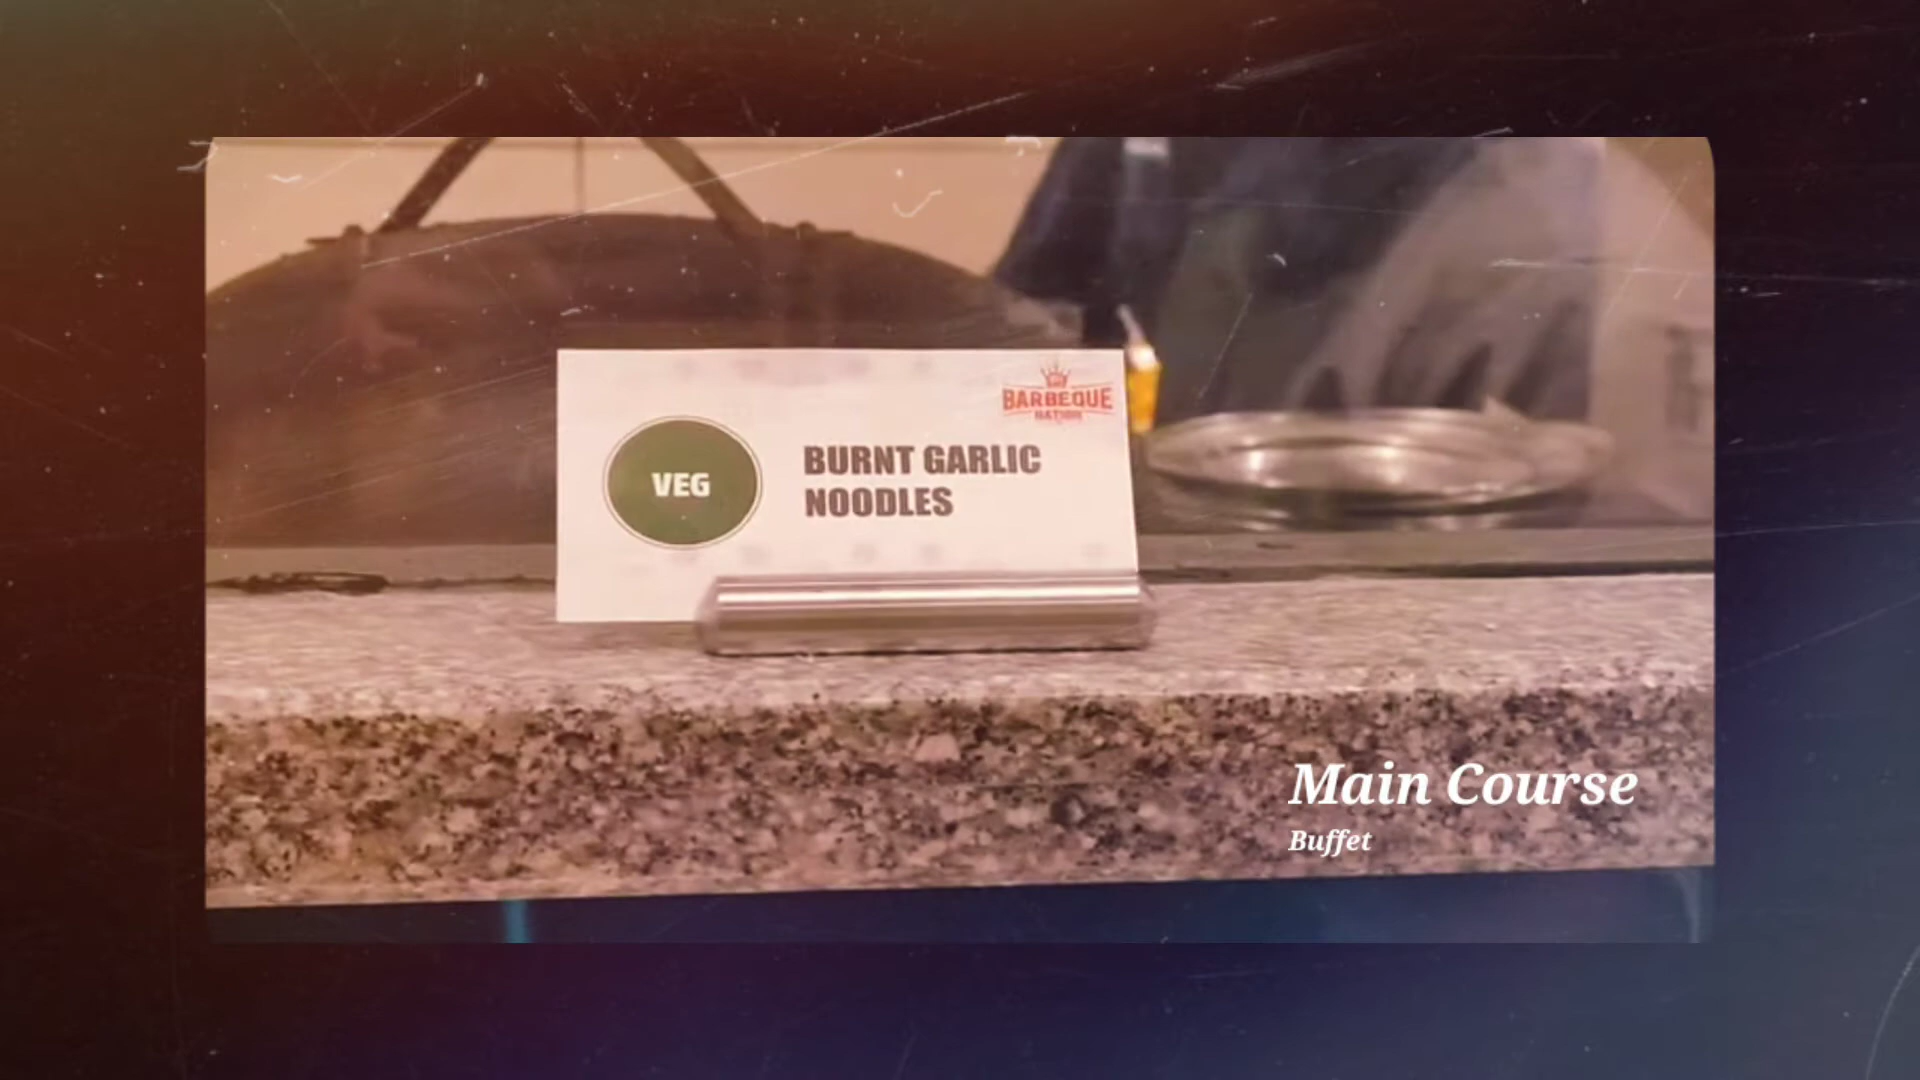 BARBEQUE
NATION
VEG
BURNT GARLIC
NOODLES
Main Course
Buffet